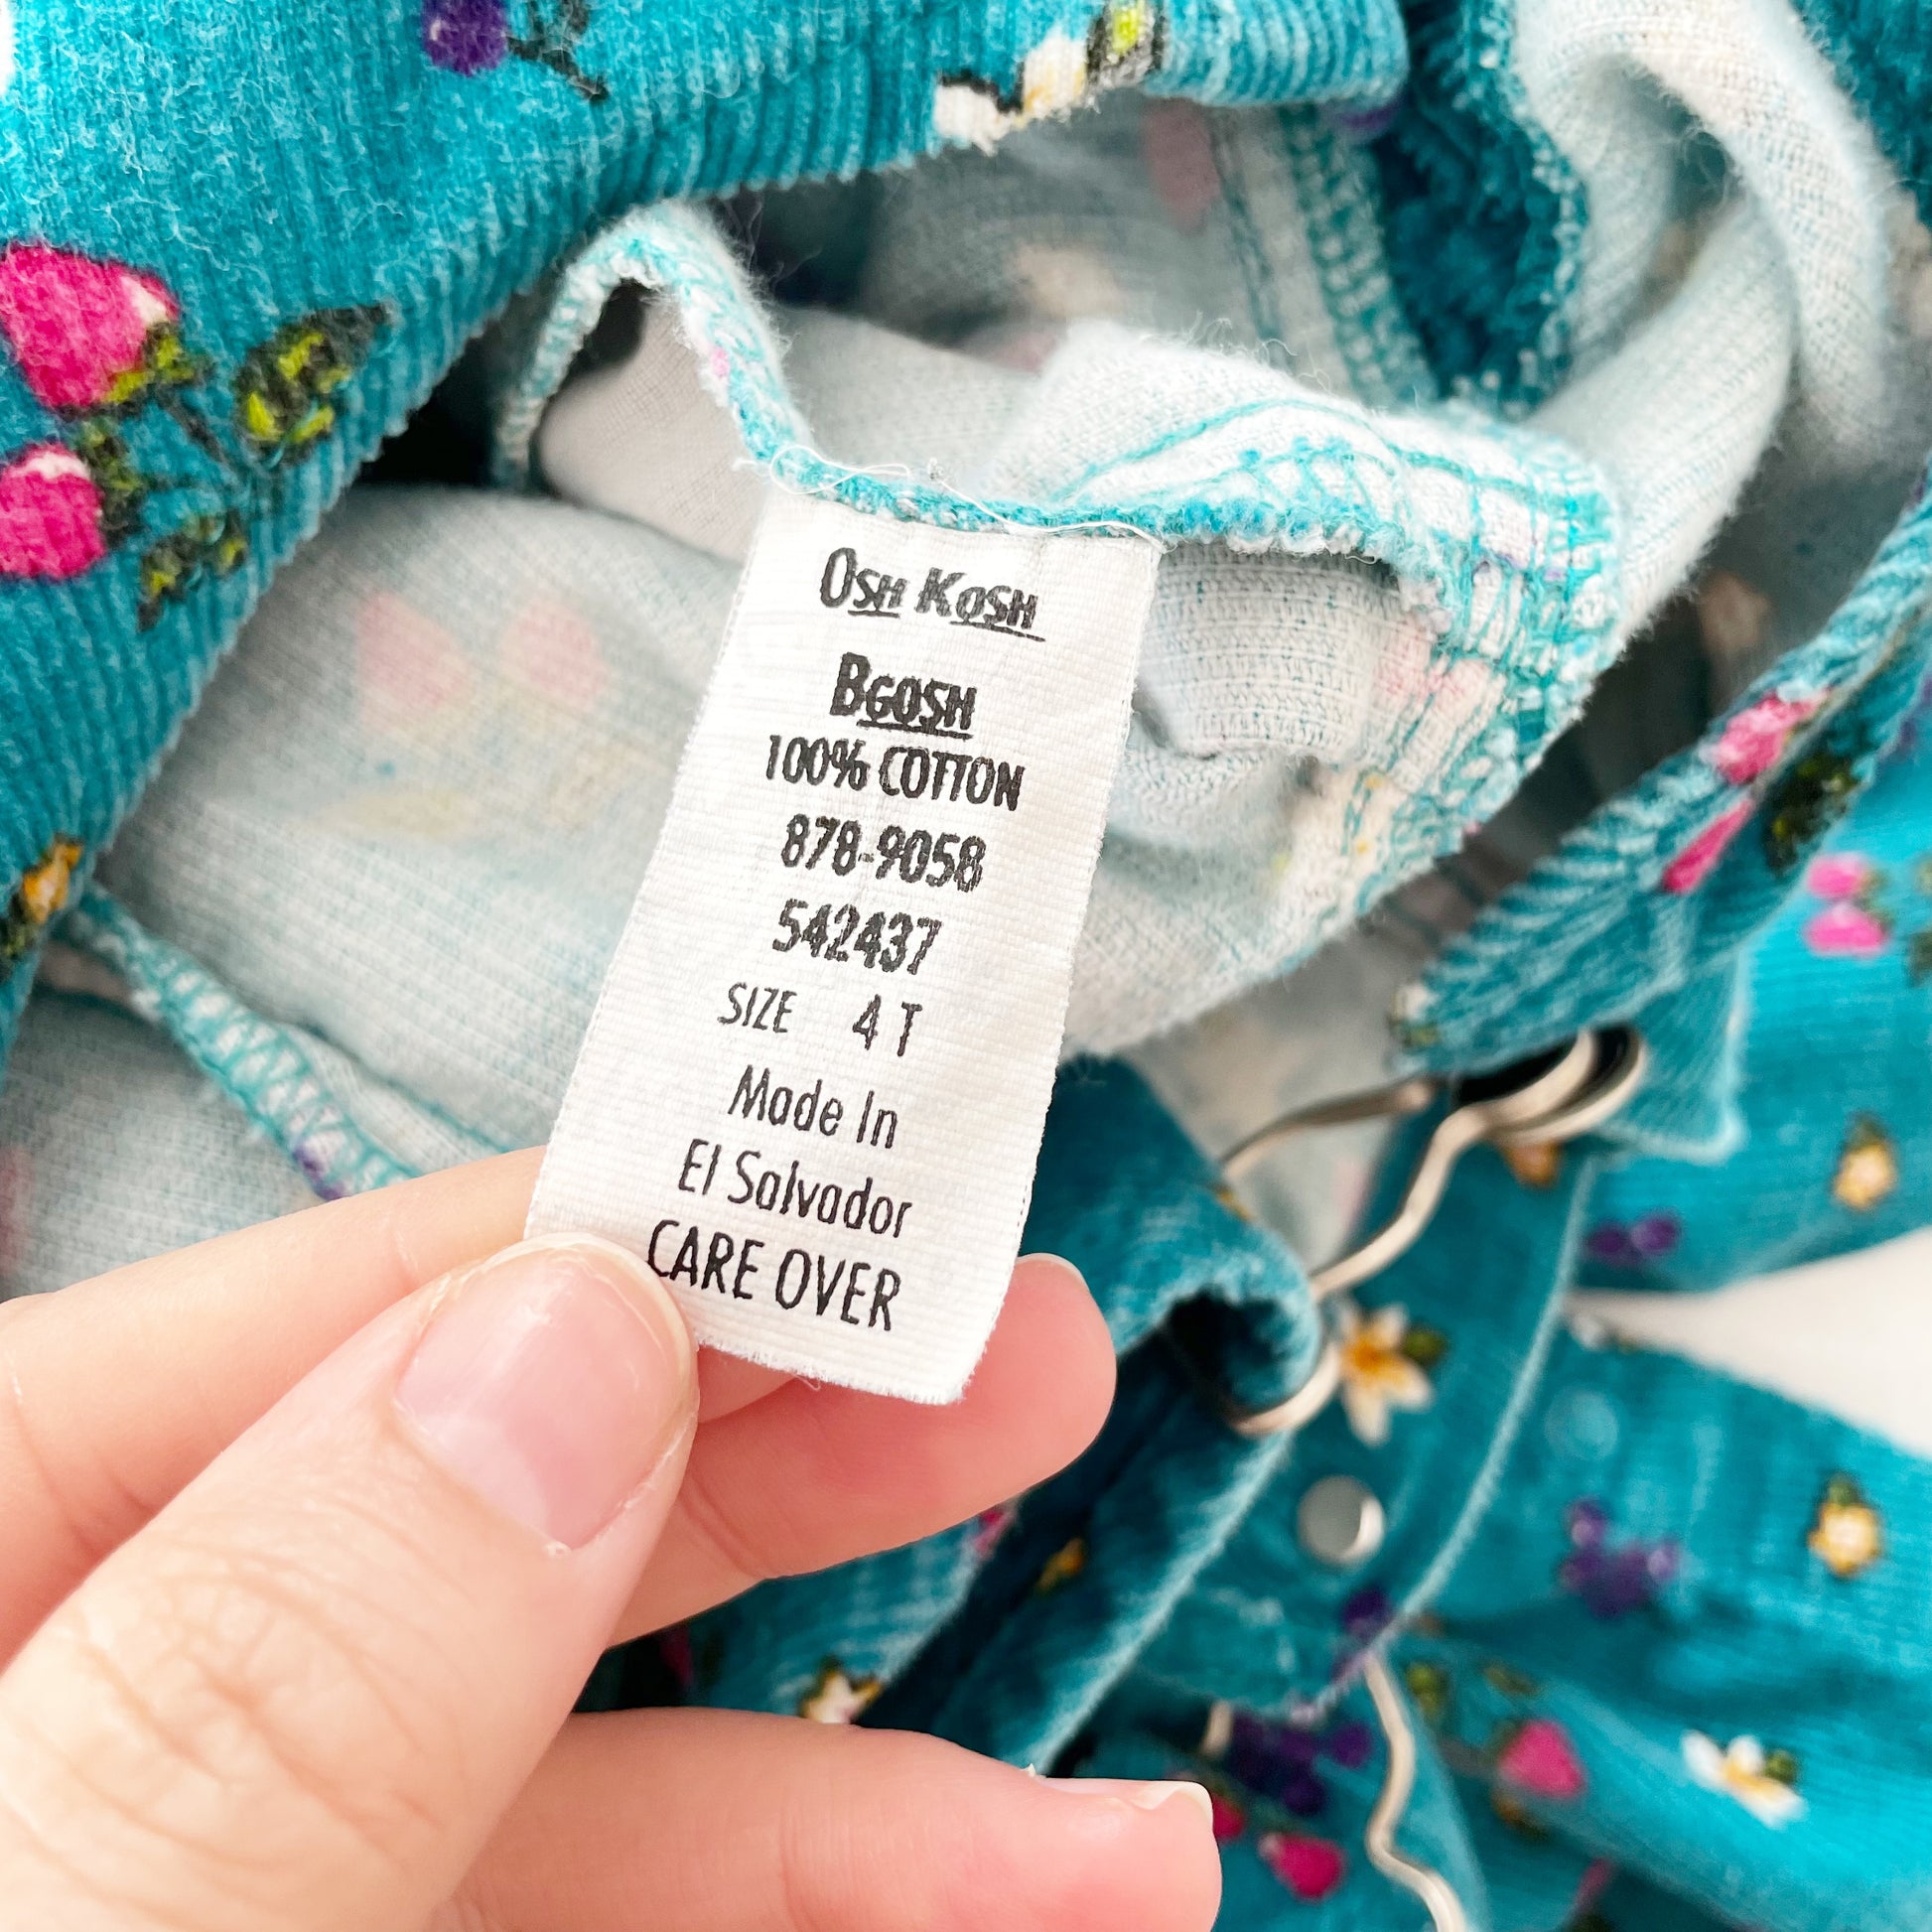 OSH KOSH
BGOSH
100% COTTON
878-9058
542437
SIZE 4 T
Made In
El Salvador
CARE OVER